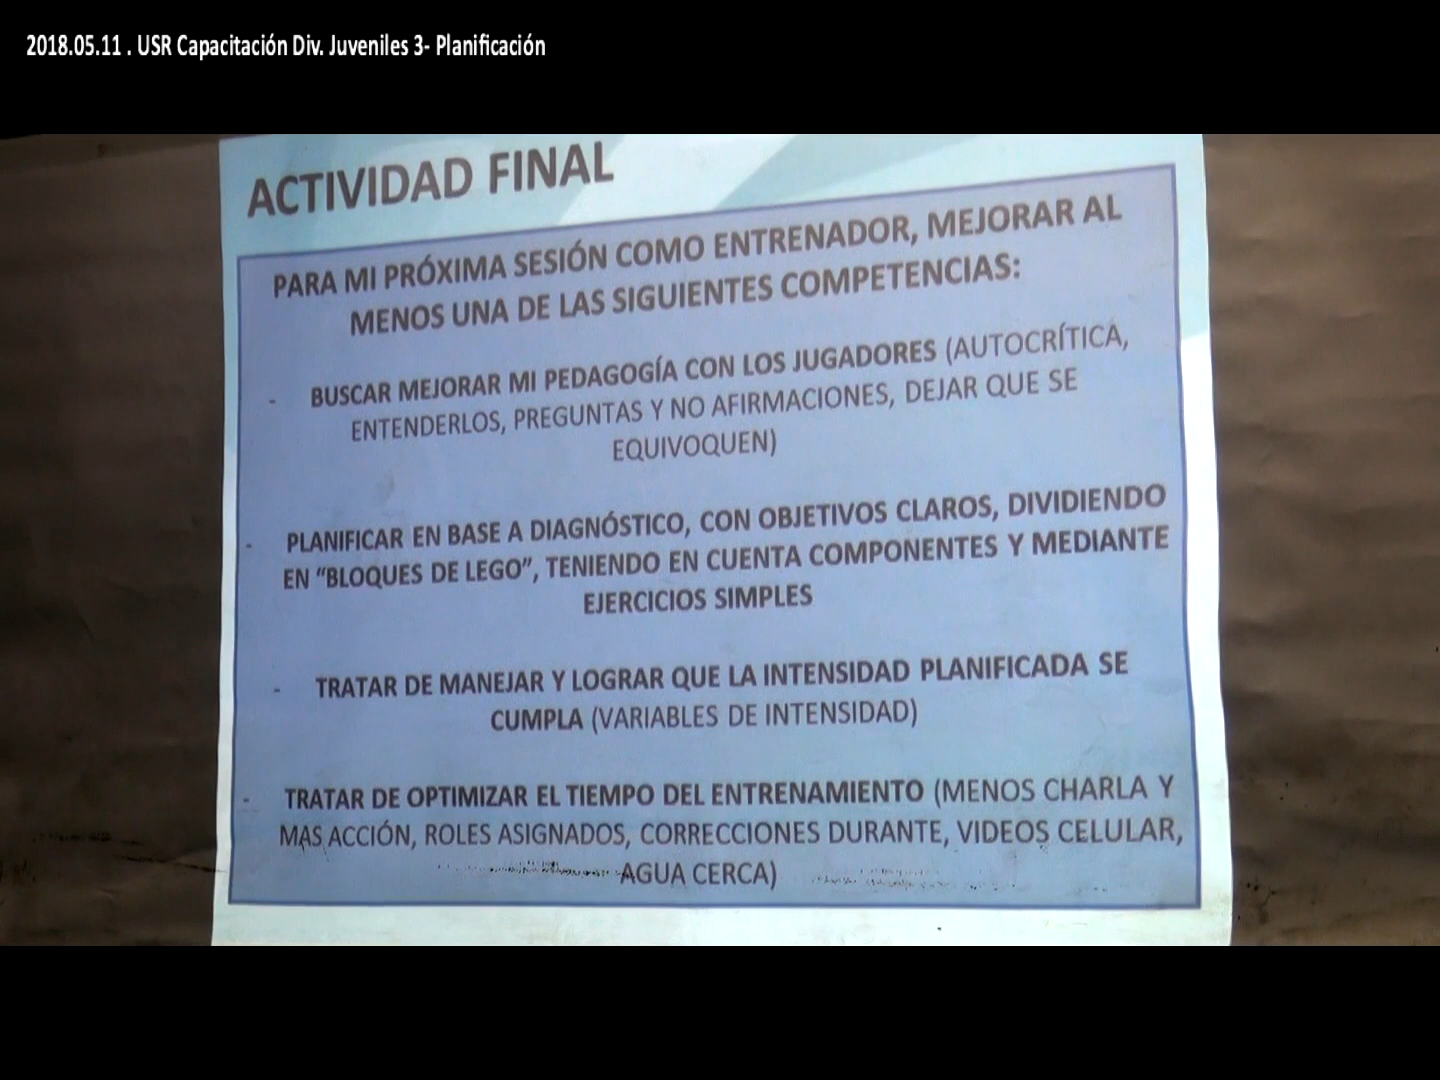 2018.05.11 . USR Capacitación Div. Juveniles 3- Planificación
ACTIVIDAD FINAL
PARA MI PRÓXIMA SESIÓN COMO ENTRENADOR, MEJORAR AL
MENOS UNA DE LAS SIGUIENTES COMPETENCIAS:
- BUSCAR MEJORAR MI PEDAGOGÍA CON LOS JUGADORES (AUTOCRÍTICA,
ENTENDERLOS, PREGUNTAS Y NO AFIRMACIONES, DEJAR QUE SE
EQUIVOQUEN)
- PLANIFICAR EN BASE A DIAGNÓSTICO, CON OBJETIVOS CLAROS, DIVIDIENDO
EN “BLOQUES DE LEGO”, TENIENDO EN CUENTA COMPONENTES Y MEDIANTE
EJERCICIOS SIMPLES
- TRATAR DE MANEJAR Y LOGRAR QUE LA INTENSIDAD PLANIFICADA SE
CUMPLA (VARIABLES DE INTENSIDAD)
- TRATAR DE OPTIMIZAR EL TIEMPO DEL ENTRENAMIENTO (MENOS CHARLA Y
MAS ACCIÓN, ROLES ASIGNADOS, CORRECCIONES DURANTE, VIDEOS CELULAR,
AGUA CERCA)